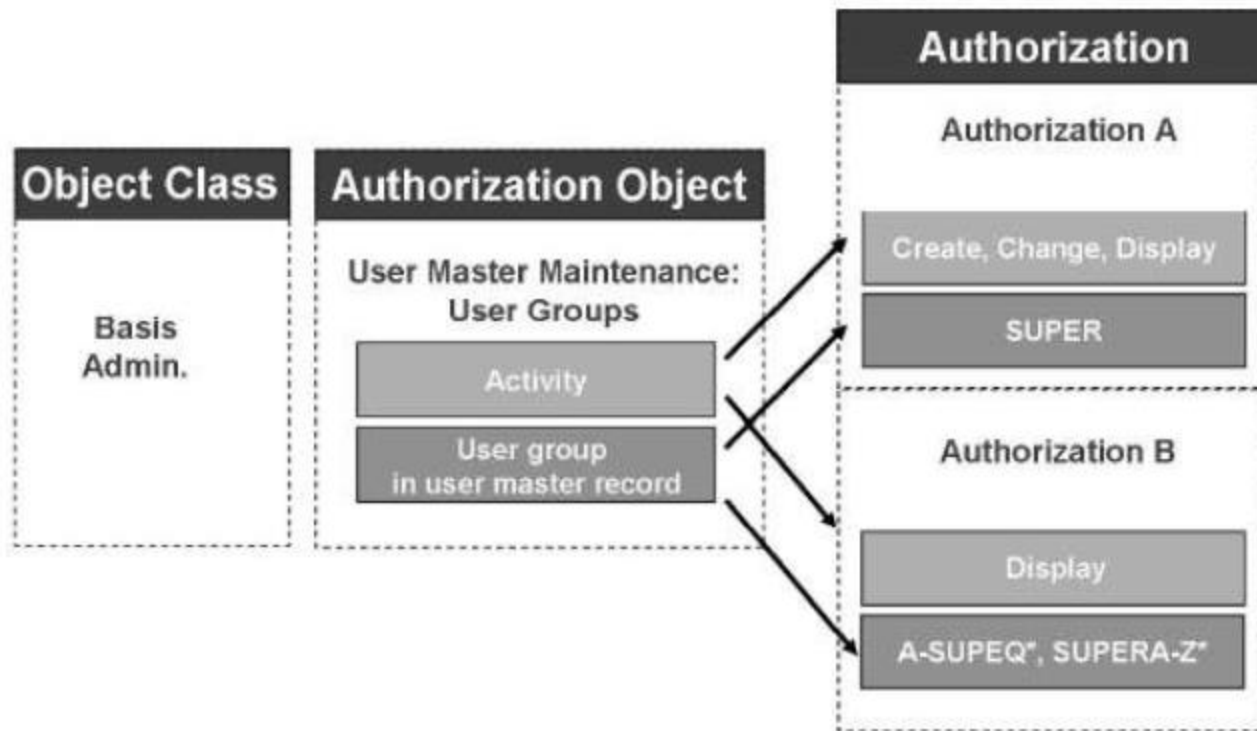 Object Class
Basis
Admin.
Authorization Object
User Master Maintenance:
User Groups
Activity
User group
in user master record
Authorization
Authorization A
Create, Change, Display
SUPER
Authorization B
Display
A-SUPEQ*, SUPERA-Z*